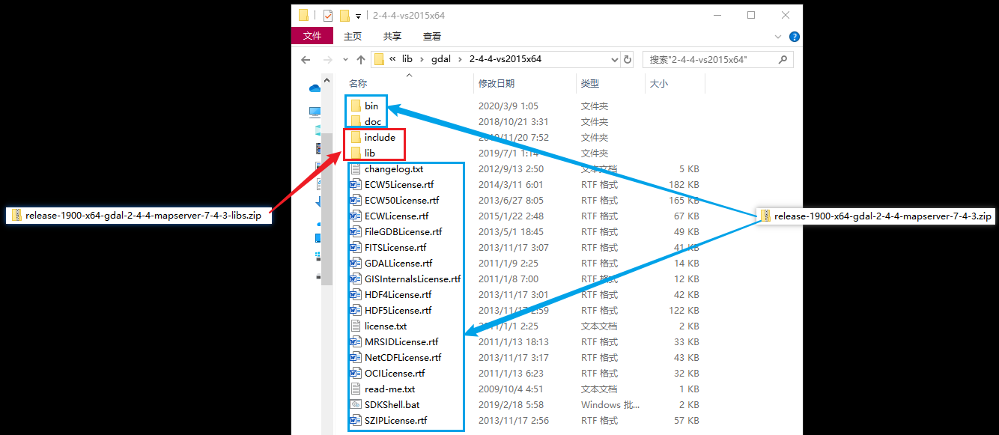 2-4-4-vs2015x64
文件 主页 共享 查看
« lib › gdal › 2-4-4-vs2015x64 搜索"2-4-4-vs2015x64"
名称 修改日期 类型 大小
bin 2020/3/9 1:05 文件夹
doc 2018/10/21 3:31 文件夹
include 2019/11/20 7:52 文件夹
lib 2019/7/1 1:14 文件夹
changelog.txt 2012/9/13 2:50 文本文档 5 KB
ECW5License.rtf 2014/3/11 6:01 RTF 格式 182 KB
ECW50License.rtf 2013/6/27 8:05 RTF 格式 165 KB
release-1900-x64-gdal-2-4-4-mapserver-7-4-3-libs.zip
ECWLicense.rtf 2015/1/22 2:48 RTF 格式 67 KB
release-1900-x64-gdal-2-4-4-mapserver-7-4-3.zip
FileGDBLicense.rtf 2013/5/1 18:45 RTF 格式 49 KB
FITSLicense.rtf 2013/11/17 3:07 RTF 格式 41 KB
GDALLicense.rtf 2011/1/9 2:25 RTF 格式 14 KB
GISInternalsLicense.rtf 2011/1/8 7:00 RTF 格式 12 KB
HDF4License.rtf 2013/11/17 3:01 RTF 格式 42 KB
HDF5License.rtf 2013/11/17 2:59 RTF 格式 122 KB
license.txt 2011/1/1 2:25 文本文档 2 KB
MRSIDLicense.rtf 2011/1/13 18:13 RTF 格式 33 KB
NetCDFLicense.rtf 2013/11/17 3:17 RTF 格式 43 KB
OCILicense.rtf 2011/1/13 6:23 RTF 格式 32 KB
read-me.txt 2009/10/4 4:51 文本文档 1 KB
SDKShell.bat 2019/2/18 5:58 Windows 批... 2 KB
SZIPLicense.rtf 2013/11/17 2:56 RTF 格式 57 KB